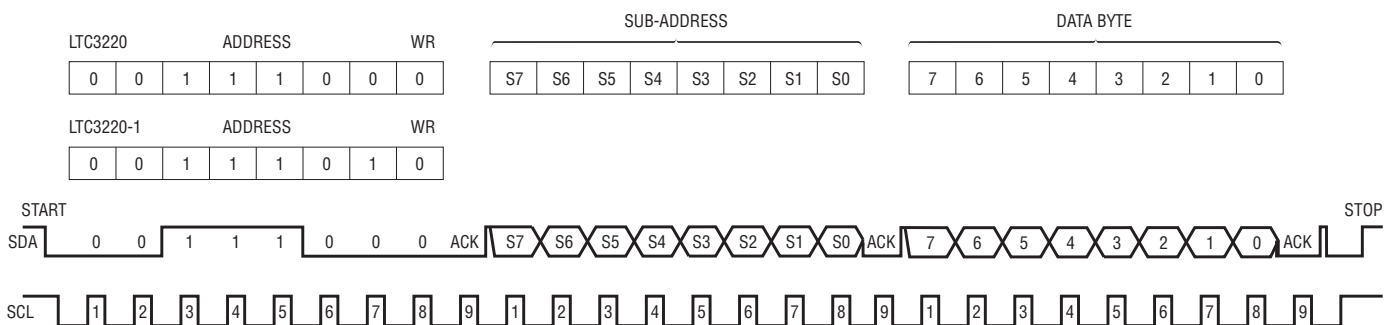 SUB-ADDRESS DATA BYTE
LTC3220 ADDRESS WR
0 0 1 1 1 0 0 0 S7 S6 S5 S4 S3 S2 S1 S0 7 6 5 4 3 2 1 0
LTC3220-1 ADDRESS WR
0 0 1 1 1 0 1 0
START STOP
SDA 0 0 1 1 1 0 0 0 ACK S7 S6 S5 S4 S3 S2 S1 S0 ACK 7 6 5 4 3 2 1 0 ACK
SCL 1 2 3 4 5 6 7 8 9 1 2 3 4 5 6 7 8 9 1 2 3 4 5 6 7 8 9